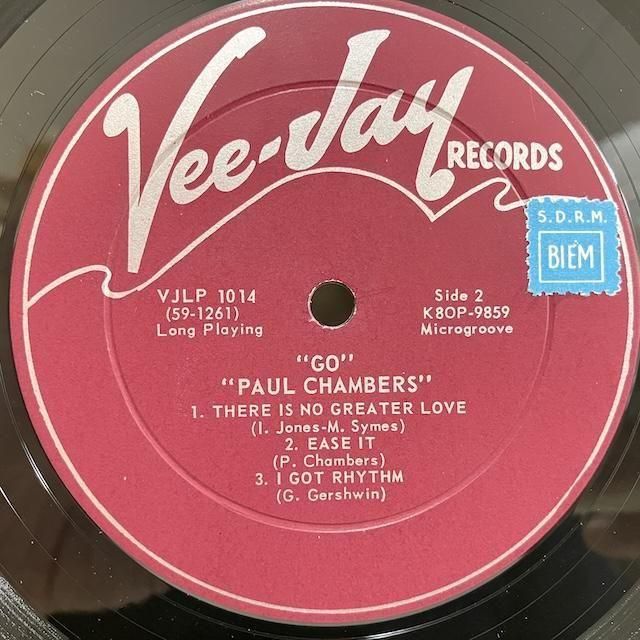 Vee-Jay
RECORDS
S.D.R.M.
BIEM
VJLP 1014
(59-1261)
Long Playing
Side 2
K8OP-9859
Microgroove
"GO"
"PAUL CHAMBERS"
1. THERE IS NO GREATER LOVE
(I. Jones-M. Symes)
2. EASE IT
(P. Chambers)
3. I GOT RHYTHM
(G. Gershwin)